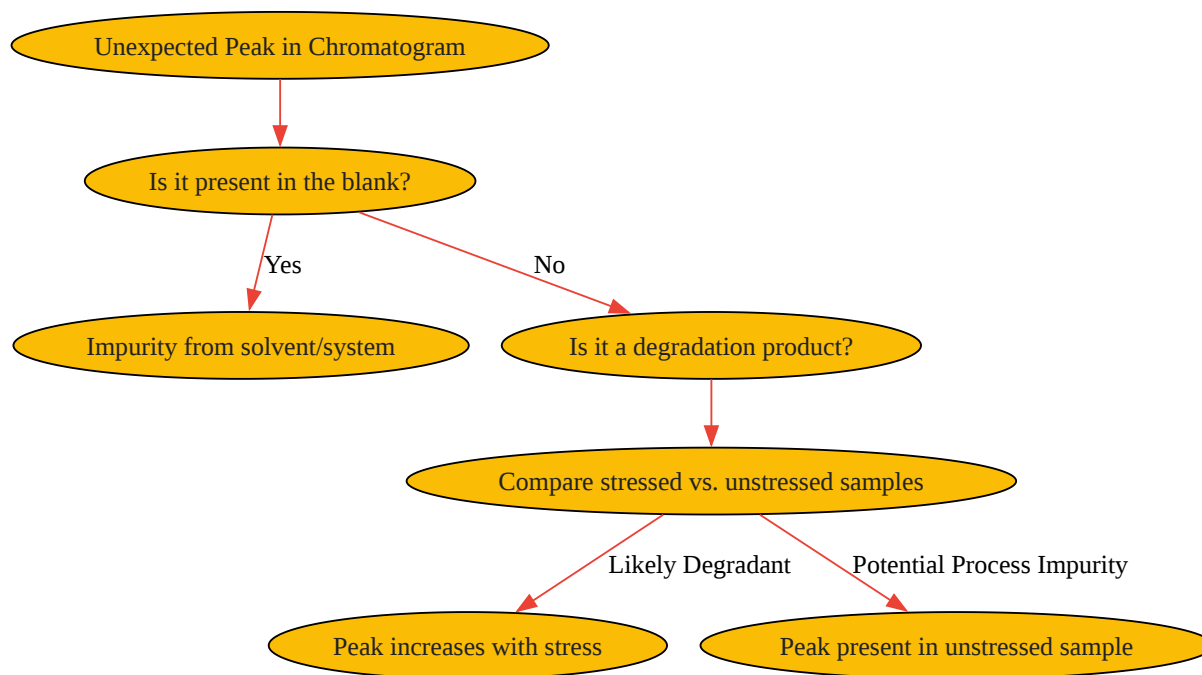 Unexpected Peak in Chromatogram
Is it present in the blank?
Yes
No
Impurity from solvent/system
Is it a degradation product?
Compare stressed vs. unstressed samples
Likely Degradant
Potential Process Impurity
Peak increases with stress
Peak present in unstressed sample